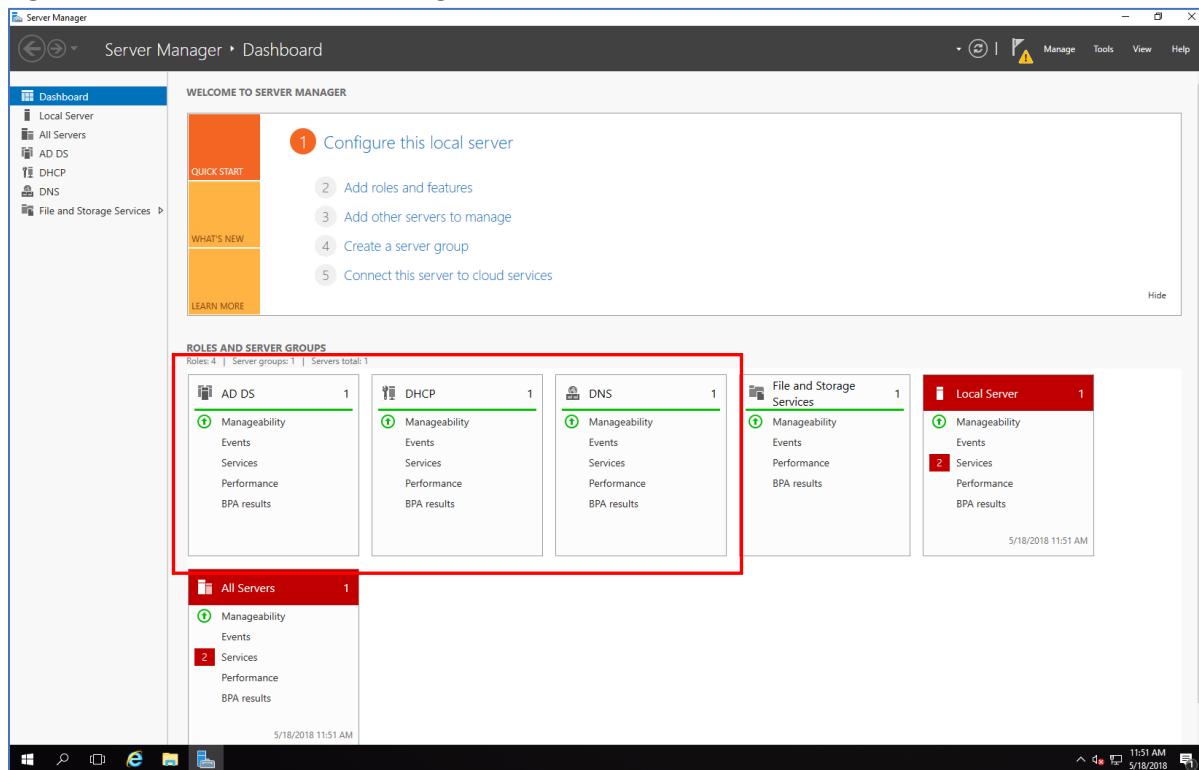 Server Manager
Server Manager • Dashboard
Manage Tools View Help
Dashboard
Local Server
All Servers
AD DS
DHCP
DNS
File and Storage Services
WELCOME TO SERVER MANAGER
QUICK START
WHAT'S NEW
LEARN MORE
1 Configure this local server
2 Add roles and features
3 Add other servers to manage
4 Create a server group
5 Connect this server to cloud services
Hide
ROLES AND SERVER GROUPS
Roles: 4 | Server groups: 1 | Servers total: 1
AD DS 1
Manageability
Events
Services
Performance
BPA results
DHCP 1
Manageability
Events
Services
Performance
BPA results
DNS 1
Manageability
Events
Services
Performance
BPA results
File and Storage
Services 1
Manageability
Events
Performance
BPA results
Local Server 1
Manageability
Events
2 Services
Performance
BPA results
5/18/2018 11:51 AM
All Servers 1
Manageability
Events
2 Services
Performance
BPA results
5/18/2018 11:51 AM
11:51 AM
5/18/2018